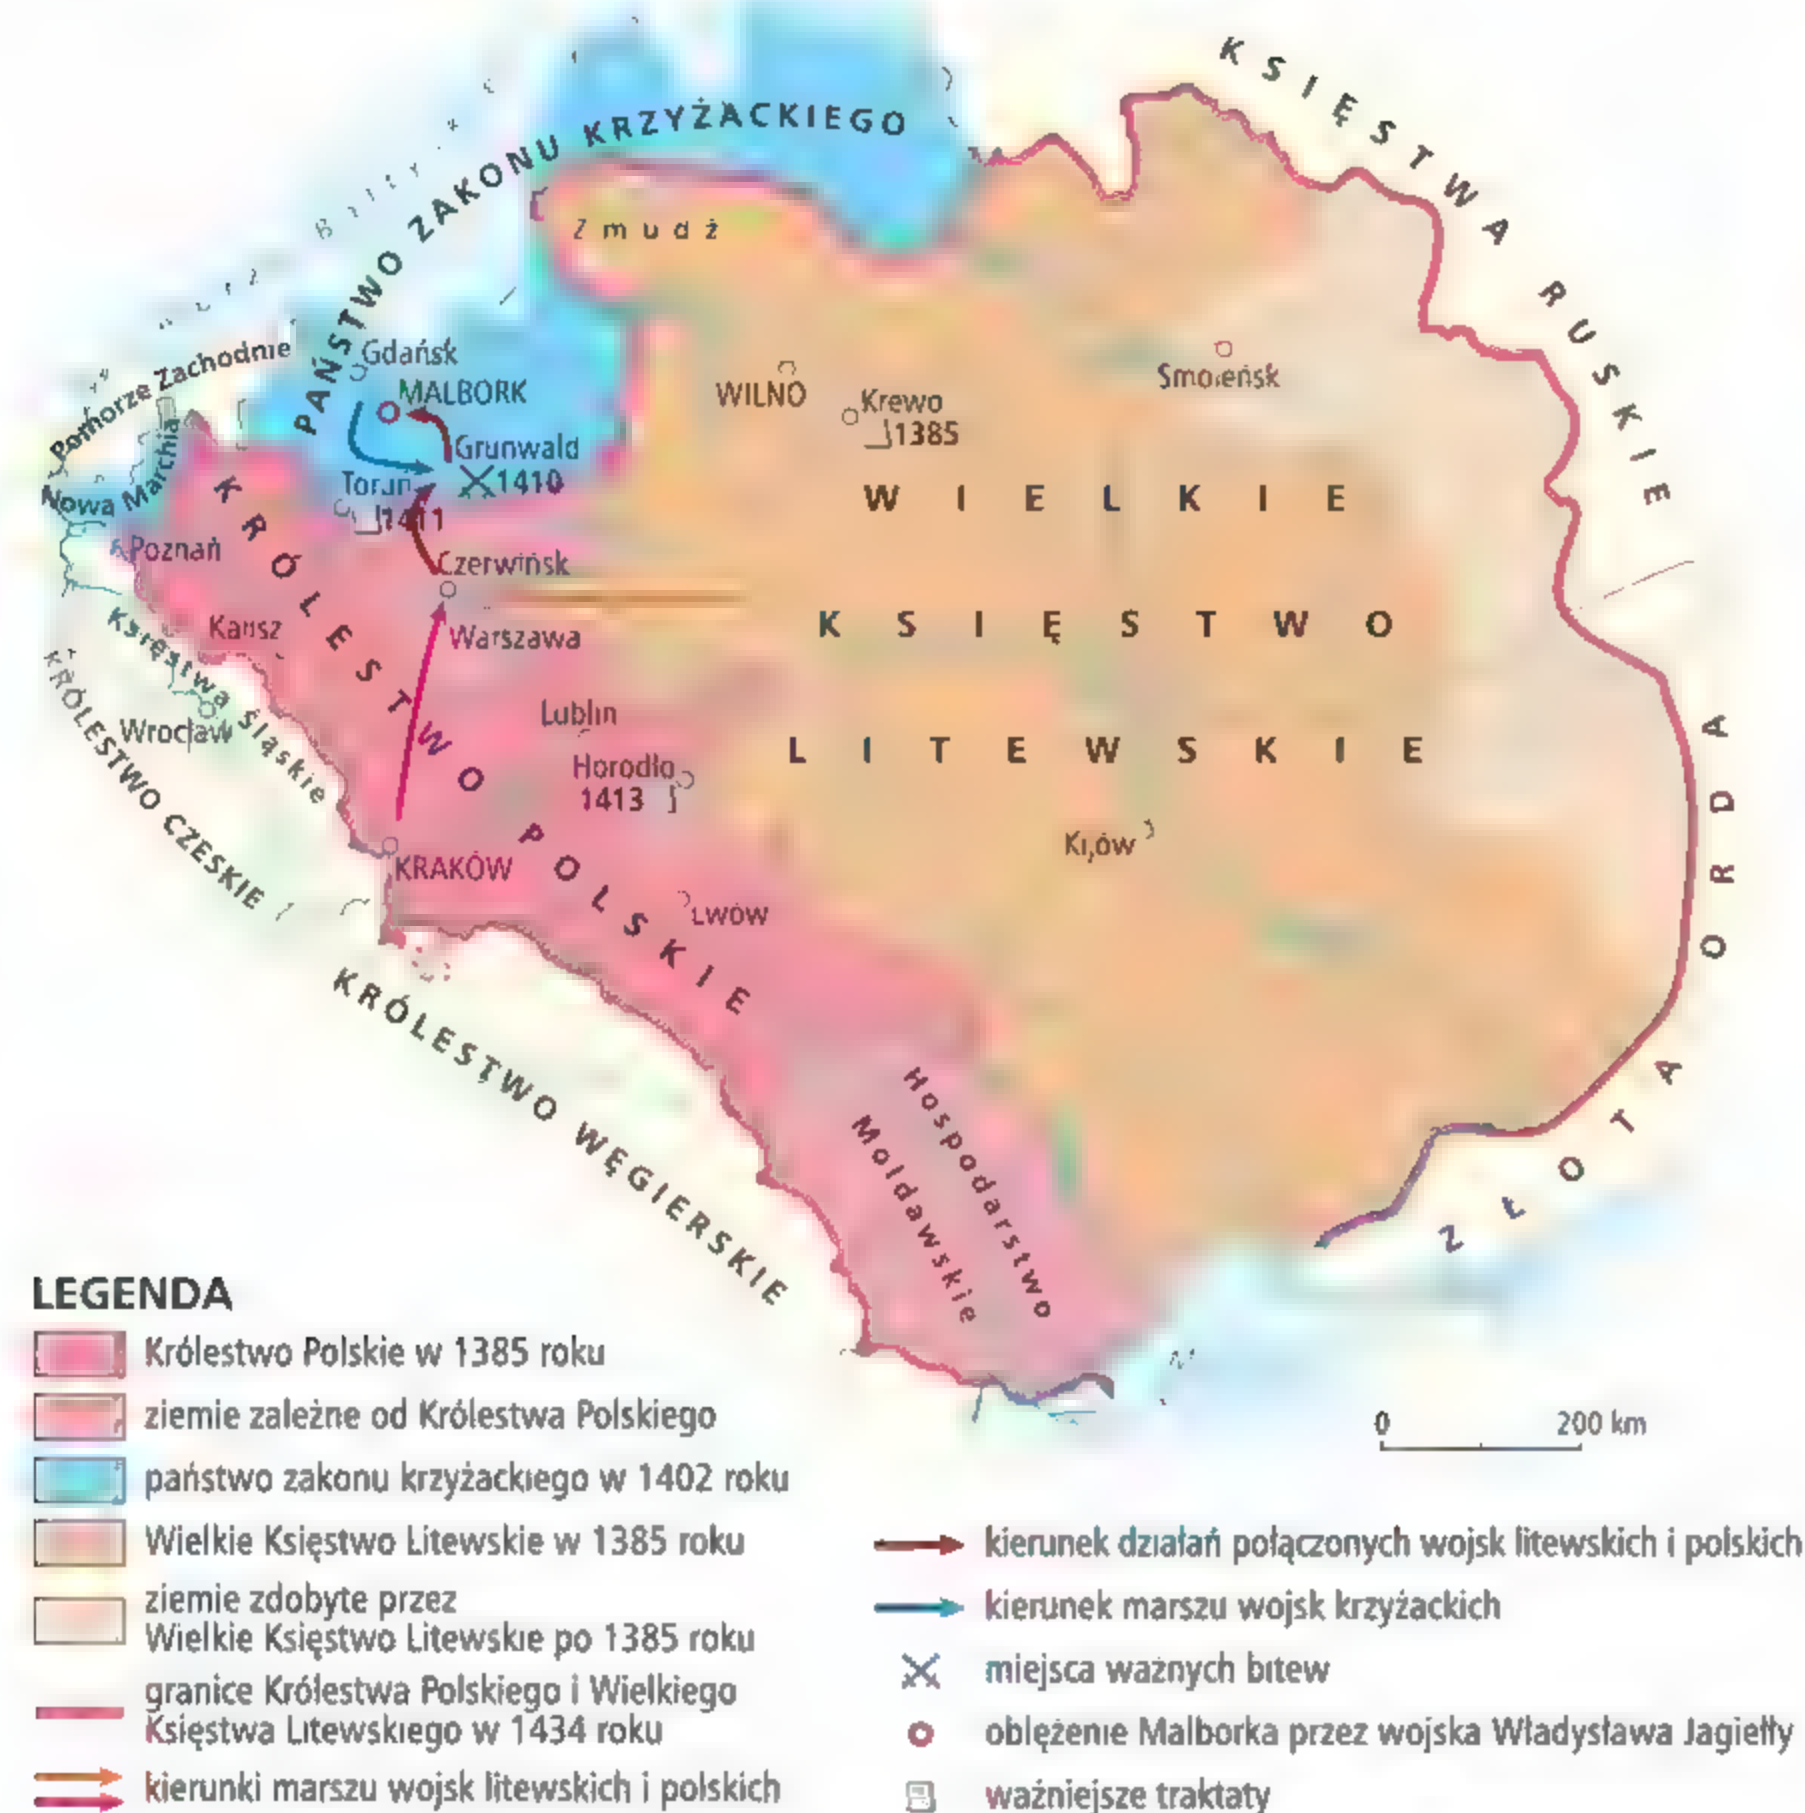 KSIĘSTWA RUSKIE
PAŃSTWO ZAKONU KRZYŻACKIEGO
Żmudź
Pomorze Zachodnie
Gdańsk
MALBORK
WILNO
Krewo
1385
Smoleńsk
Nowa Marchia
Grunwald
1410
Toruń
1411
WIELKIE
Poznań
Czerwińsk
KSIĘSTWO
Kalisz
Warszawa
KRÓLESTWO POLSKIE
Księstwa śląskie
Wrocław
Lublin
LITEWSKIE
Horodło
1413
KRÓLESTWO CZESKIE
Kijów
KRAKÓW
Lwów
ZŁOTA ORDA
KRÓLESTWO WĘGIERSKIE
Hospodarstwo
Mołdawskie
LEGENDA
Królestwo Polskie w 1385 roku
ziemie zależne od Królestwa Polskiego
państwo zakonu krzyżackiego w 1402 roku
Wielkie Księstwo Litewskie w 1385 roku
ziemie zdobyte przez
Wielkie Księstwo Litewskie po 1385 roku
granice Królestwa Polskiego i Wielkiego
Księstwa Litewskiego w 1434 roku
kierunki marszu wojsk litewskich i polskich
0 200 km
kierunek działań połączonych wojsk litewskich i polskich
kierunek marszu wojsk krzyżackich
miejsca ważnych bitew
oblężenie Malborka przez wojska Władysława Jagiełły
ważniejsze traktaty